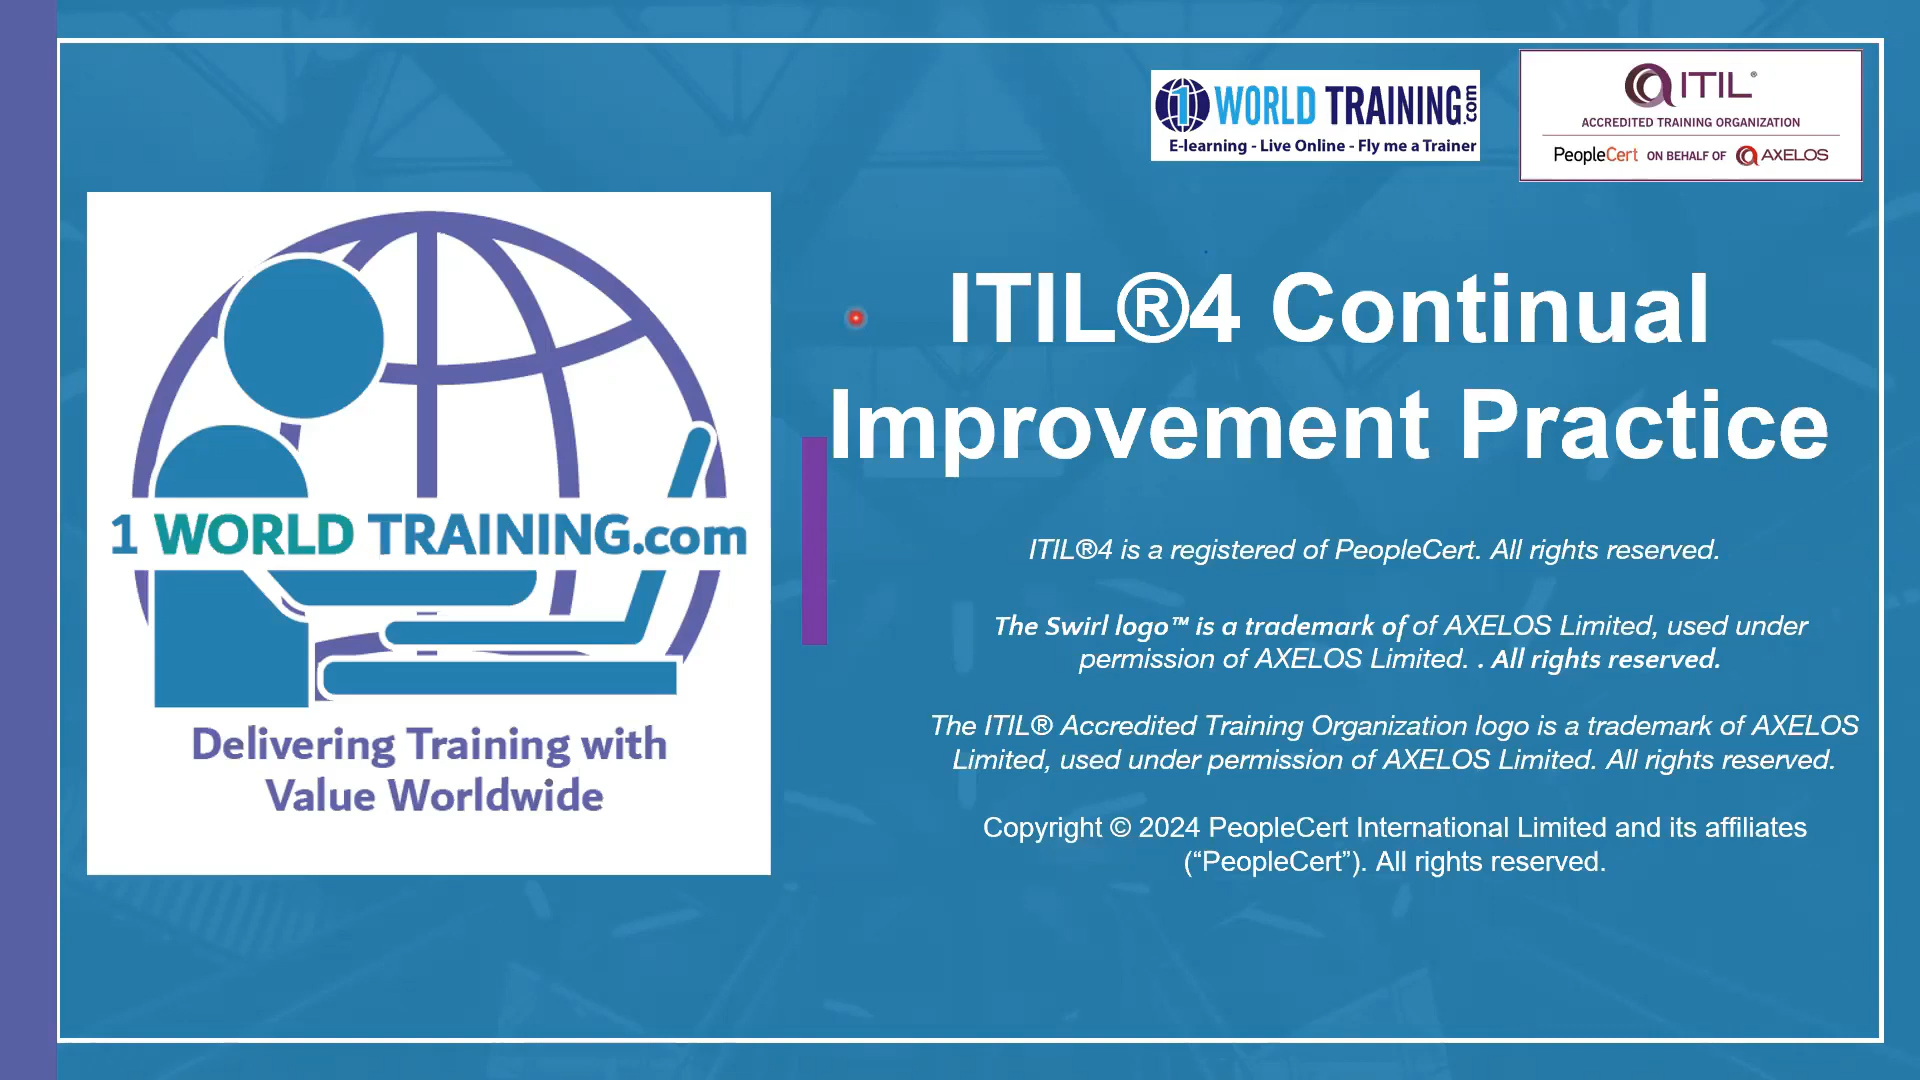 1 WORLD TRAINING.com
E-learning - Live Online - Fly me a Trainer
ITIL®
ACCREDITED TRAINING ORGANIZATION
PeopleCert ON BEHALF OF AXELOS
1 WORLD TRAINING.com
Delivering Training with
Value Worldwide
ITIL®4 Continual
Improvement Practice
ITIL®4 is a registered of PeopleCert. All rights reserved.
The Swirl logo™ is a trademark of of AXELOS Limited, used under
permission of AXELOS Limited. . All rights reserved.
The ITIL® Accredited Training Organization logo is a trademark of AXELOS
Limited, used under permission of AXELOS Limited. All rights reserved.
Copyright © 2024 PeopleCert International Limited and its affiliates
(“PeopleCert”). All rights reserved.